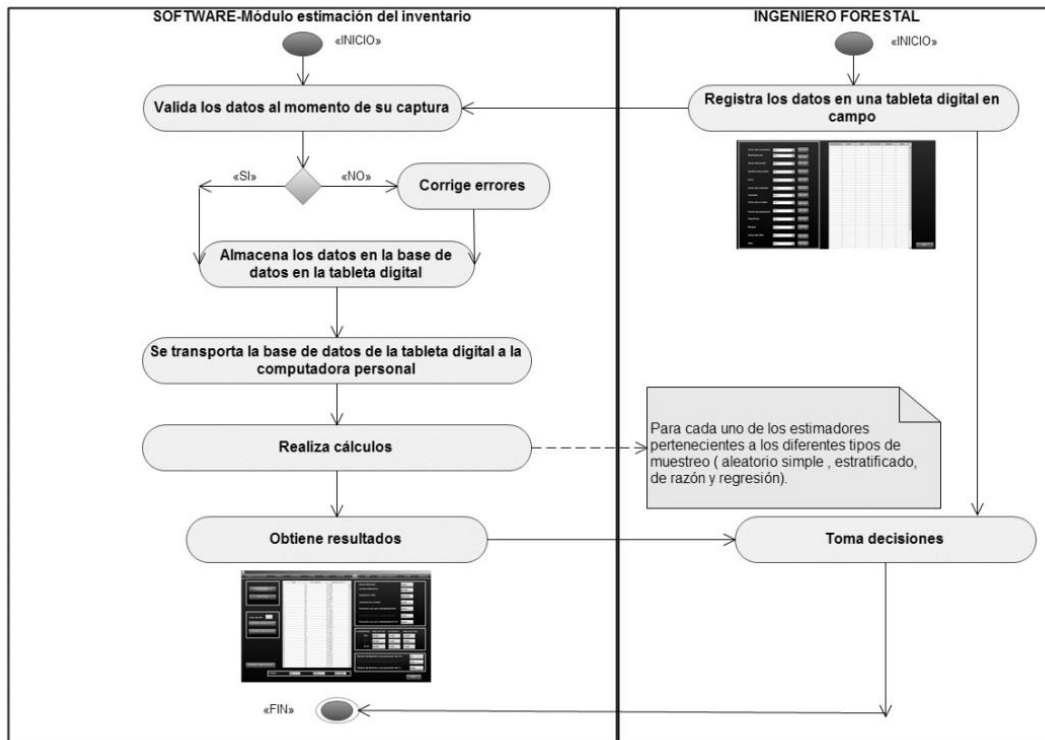 SOFTWARE-Módulo estimación del inventario
INGENIERO FORESTAL
«INICIO»
«INICIO»
Valida los datos al momento de su captura
Registra los datos en una tableta digital en
campo
«SI»
«NO»
Corrige errores
Almacena los datos en la base de
datos en la tableta digital
Se transporta la base de datos de la tableta digital a la
computadora personal
Realiza cálculos
Para cada uno de los estimadores
pertenecientes a los diferentes tipos de
muestreo ( aleatorio simple , estratificado,
de razón y regresión).
Obtiene resultados
Toma decisiones
«FIN»